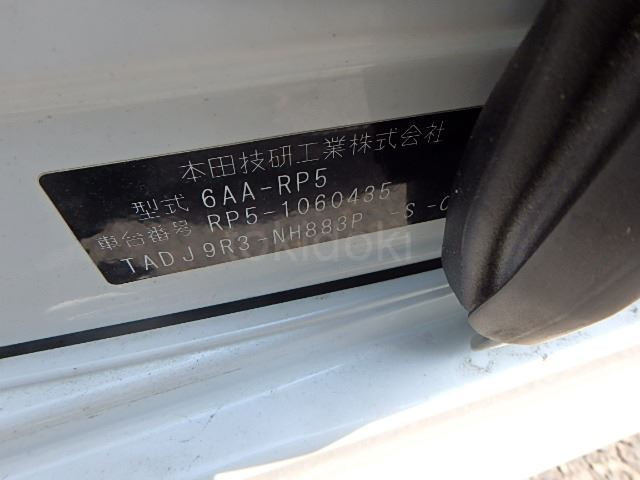 本田技研工業株式会社
型式 6AA-RP5
車台番号 RP5-1060435
TADJ9R3-NH883P -S -C